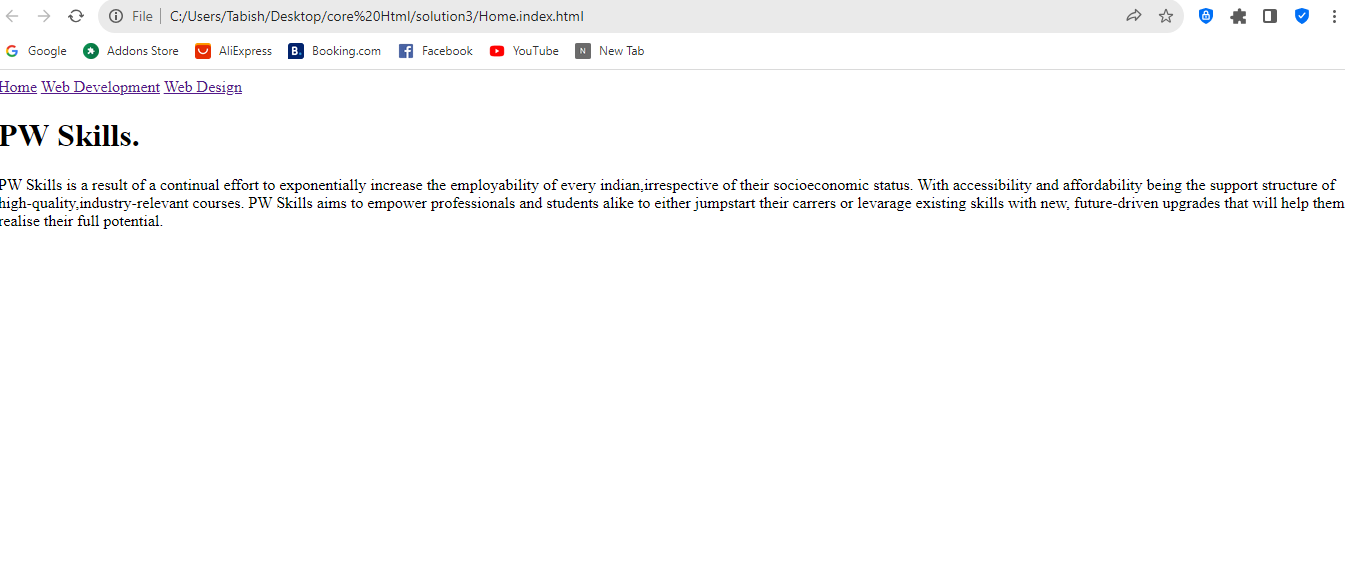 File C:/Users/Tabish/Desktop/core%20Html/solution3/Home.index.html
Google Addons Store AliExpress B. Booking.com Facebook YouTube N New Tab
Home Web Development Web Design
PW Skills.
PW Skills is a result of a continual effort to exponentially increase the employability of every indian,irrespective of their socioeconomic status. With accessibility and affordability being the support structure of
high-quality,industry-relevant courses. PW Skills aims to empower professionals and students alike to either jumpstart their carrers or levarage existing skills with new, future-driven upgrades that will help them
realise their full potential.